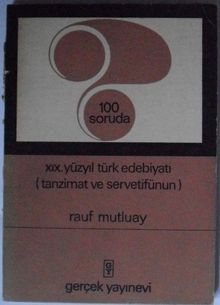 100
soruda
xıx. yüzyıl türk edebiyatı
(tanzimat ve servetifünun)
rauf mutluay
gerçek yayınevi